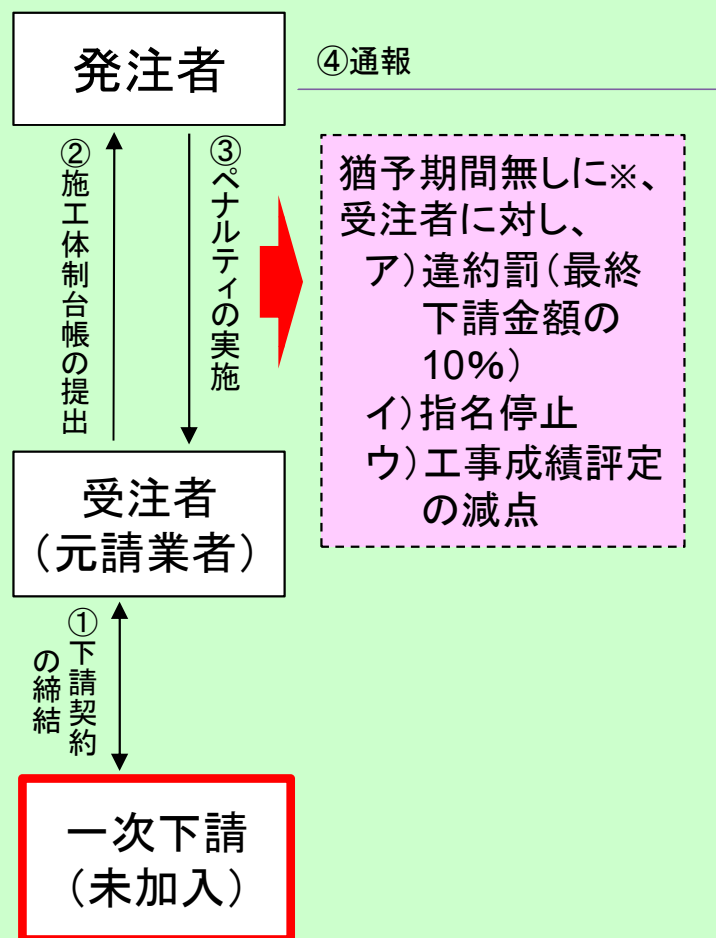 発注者
④通報
②施工体制台帳の提出
③ペナルティの実施
猶予期間無しに※、
受注者に対し、
ア)違約罰(最終
下請金額の
10%)
イ)指名停止
ウ)工事成績評定
の減点
受注者
(元請業者)
①下請契約
の締結
一次下請
(未加入)